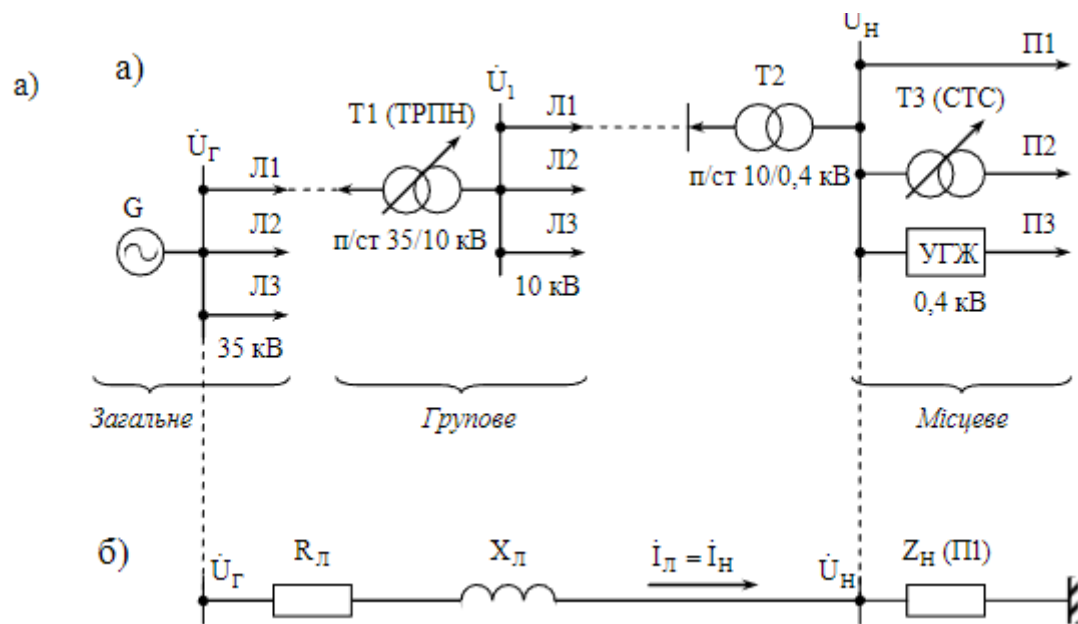 а)
а)
U̇Н
П1
Т2
Т3 (СТС)
U̇1
Т1 (ТРПН)
Л1
П2
U̇Г
Л1
Л2
п/ст 10/0,4 кВ
G
П3
Л2
п/ст 35/10 кВ
Л3
УГЖ
Л3
10 кВ
0,4 кВ
35 кВ
Загальне
Групове
Місцеве
б)
U̇Г
RЛ
XЛ
İЛ = İН
U̇Н
ZН (П1)